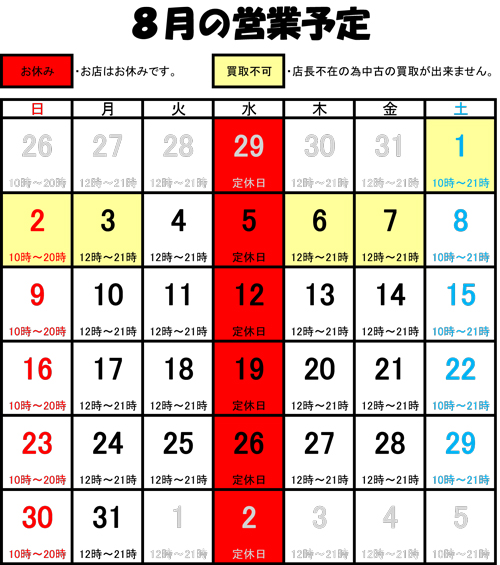 ８月の営業予定
お休み ・お店はお休みです。 買取不可 ・店長不在の為中古の買取が出来ません。
日 月 火 水 木 金 土
26 27 28 29 30 31 1
10時～20時 12時～21時 12時～21時 定休日 12時～21時 12時～21時 10時～21時
2 3 4 5 6 7 8
10時～20時 12時～21時 12時～21時 定休日 12時～21時 12時～21時 10時～21時
9 10 11 12 13 14 15
10時～20時 12時～21時 12時～21時 定休日 12時～21時 12時～21時 10時～21時
16 17 18 19 20 21 22
10時～20時 12時～21時 12時～21時 定休日 12時～21時 12時～21時 10時～21時
23 24 25 26 27 28 29
10時～20時 12時～21時 12時～21時 定休日 12時～21時 12時～21時 10時～21時
30 31 1 2 3 4 5
10時～20時 12時～21時 12時～21時 定休日 12時～21時 12時～21時 10時～21時